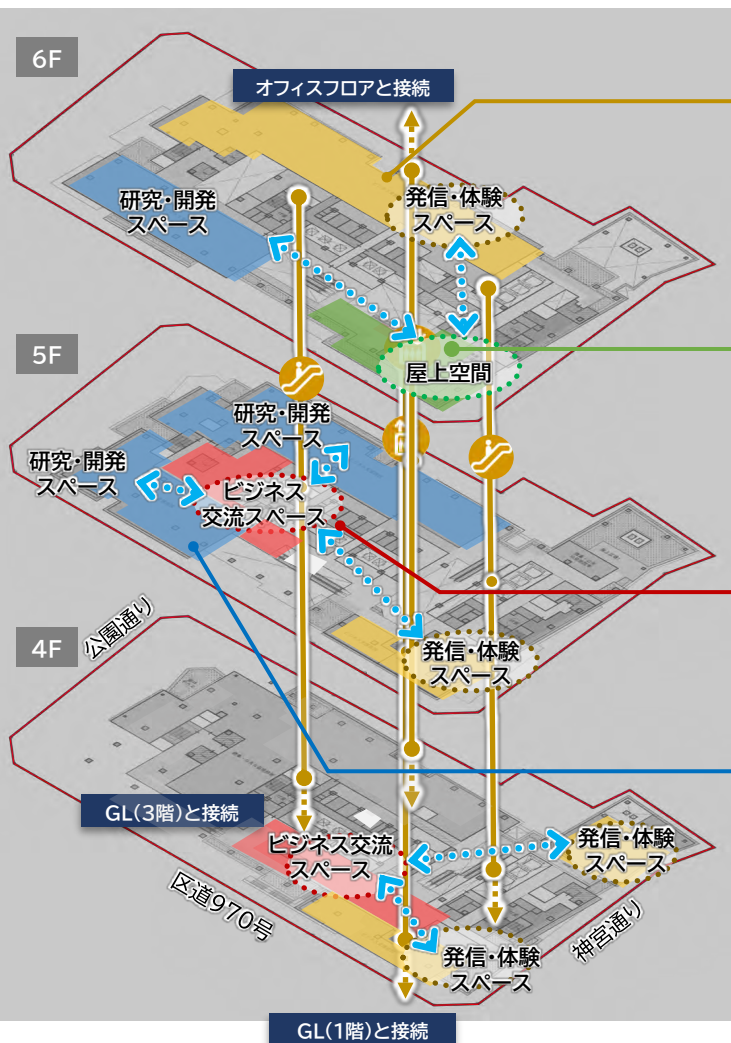 6F
オフィスフロアと接続
研究・開発
スペース
発信・体験
スペース
屋上空間
5F
研究・開発
スペース
研究・開発
スペース
ビジネス
交流スペース
発信・体験
スペース
4F
公園通り
GL(3階)と接続
ビジネス交流
スペース
発信・体験
スペース
区道970号
神宮通り
発信・体験
スペース
GL(1階)と接続